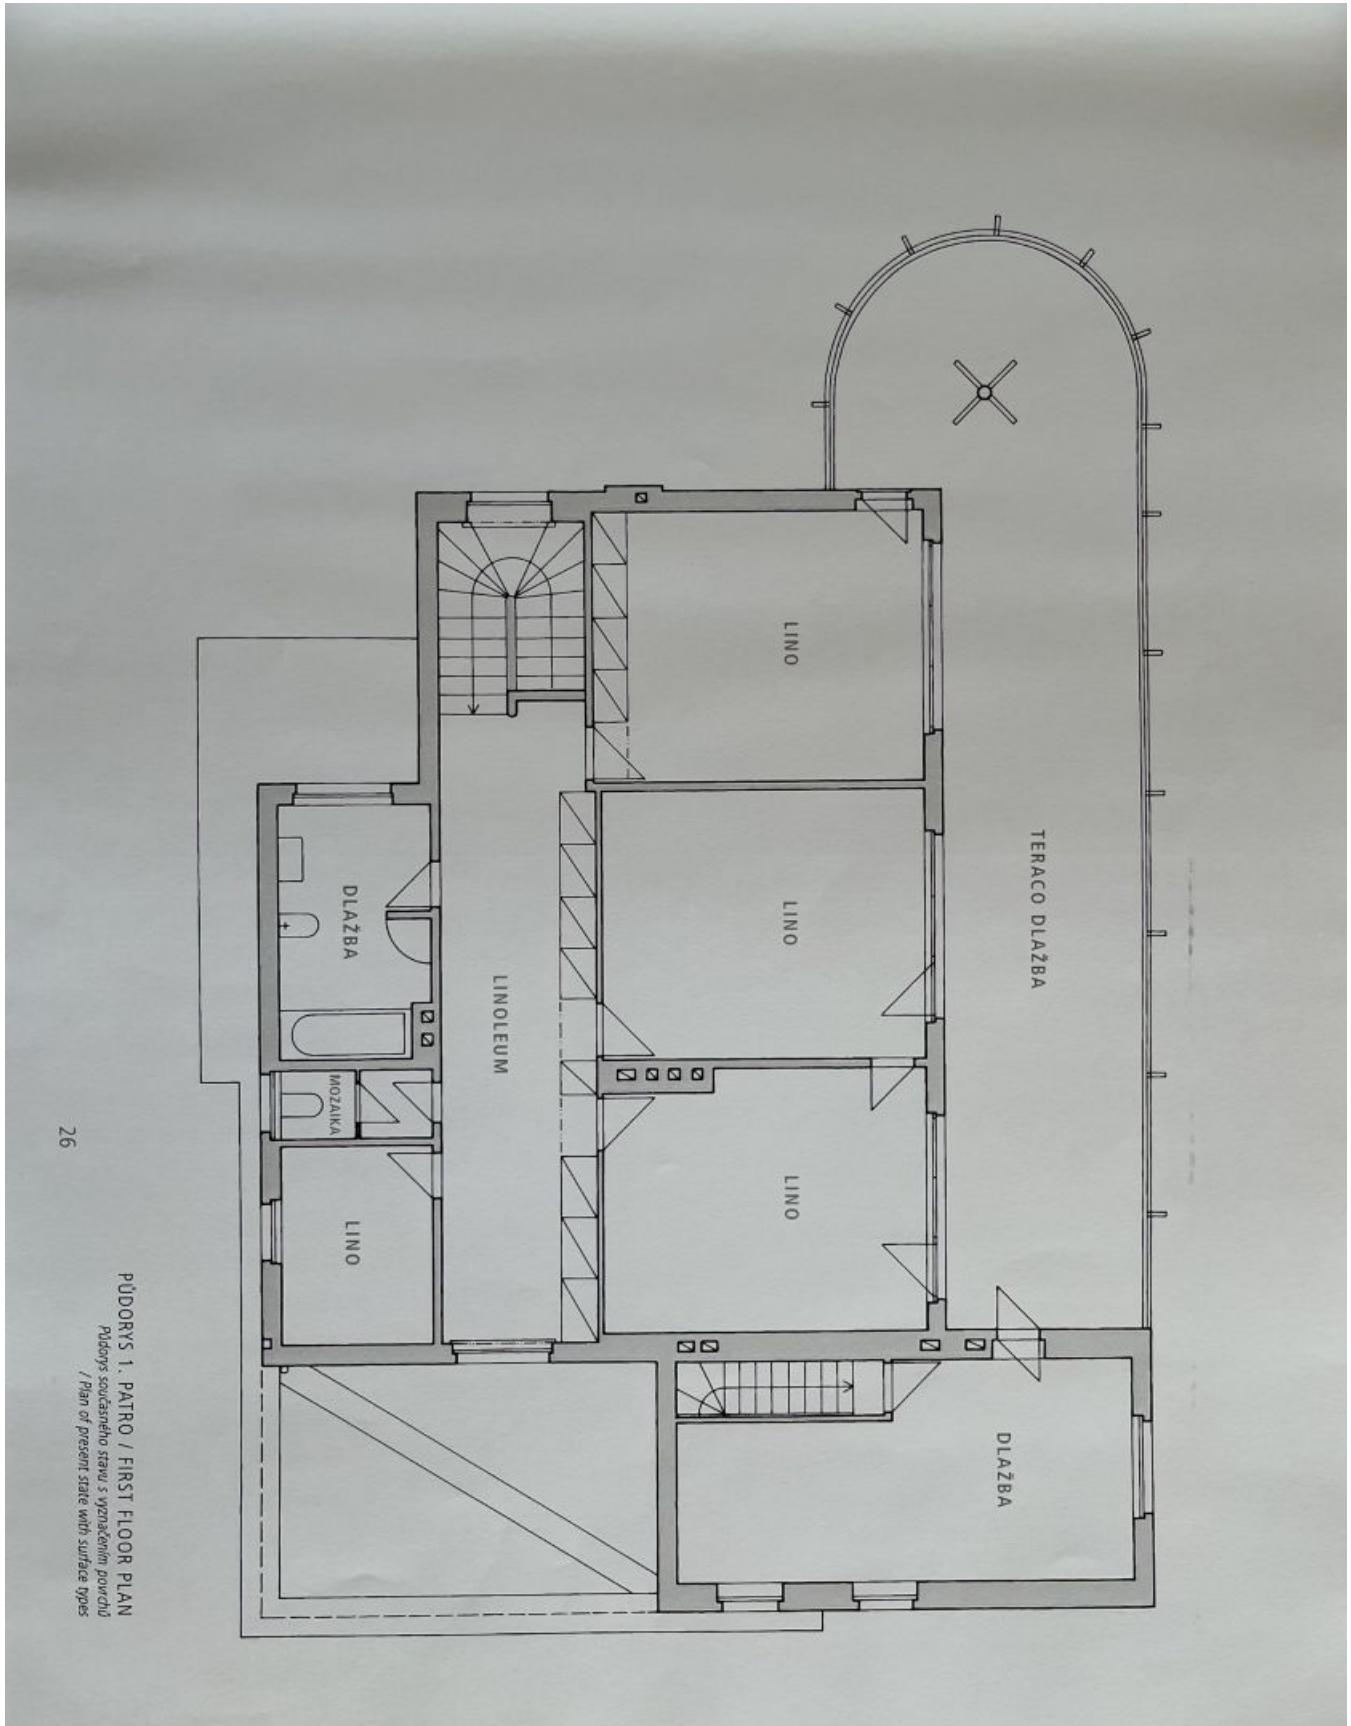 TERACO DLAŽBA
LINO
LINO
LINO
DLAŽBA
LINOLEUM
DLAŽBA
MOZAIKA
LINO
PŮDORYS 1. PATRO / FIRST FLOOR PLAN
Půdorys současného stavu s vyznačením povrchů
/ Plan of present state with surface types
26